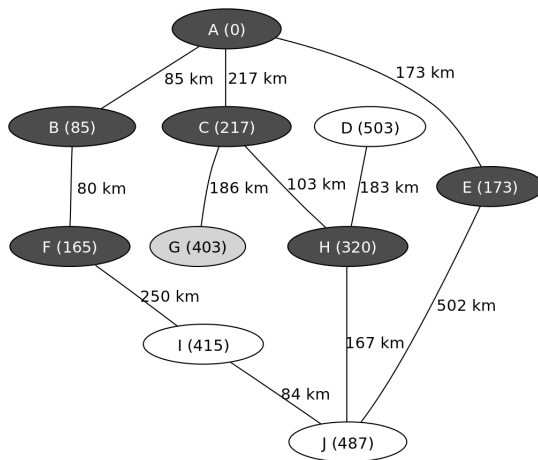 A (0)
85 km
217 km
173 km
B (85)
C (217)
D (503)
80 km
186 km
103 km
183 km
E (173)
F (165)
G (403)
H (320)
250 km
502 km
I (415)
167 km
84 km
J (487)